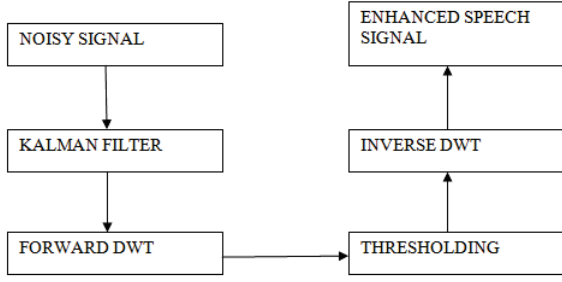 NOISY SIGNAL
KALMAN FILTER
FORWARD DWT
THRESHOLDING
INVERSE DWT
ENHANCED SPEECH
SIGNAL